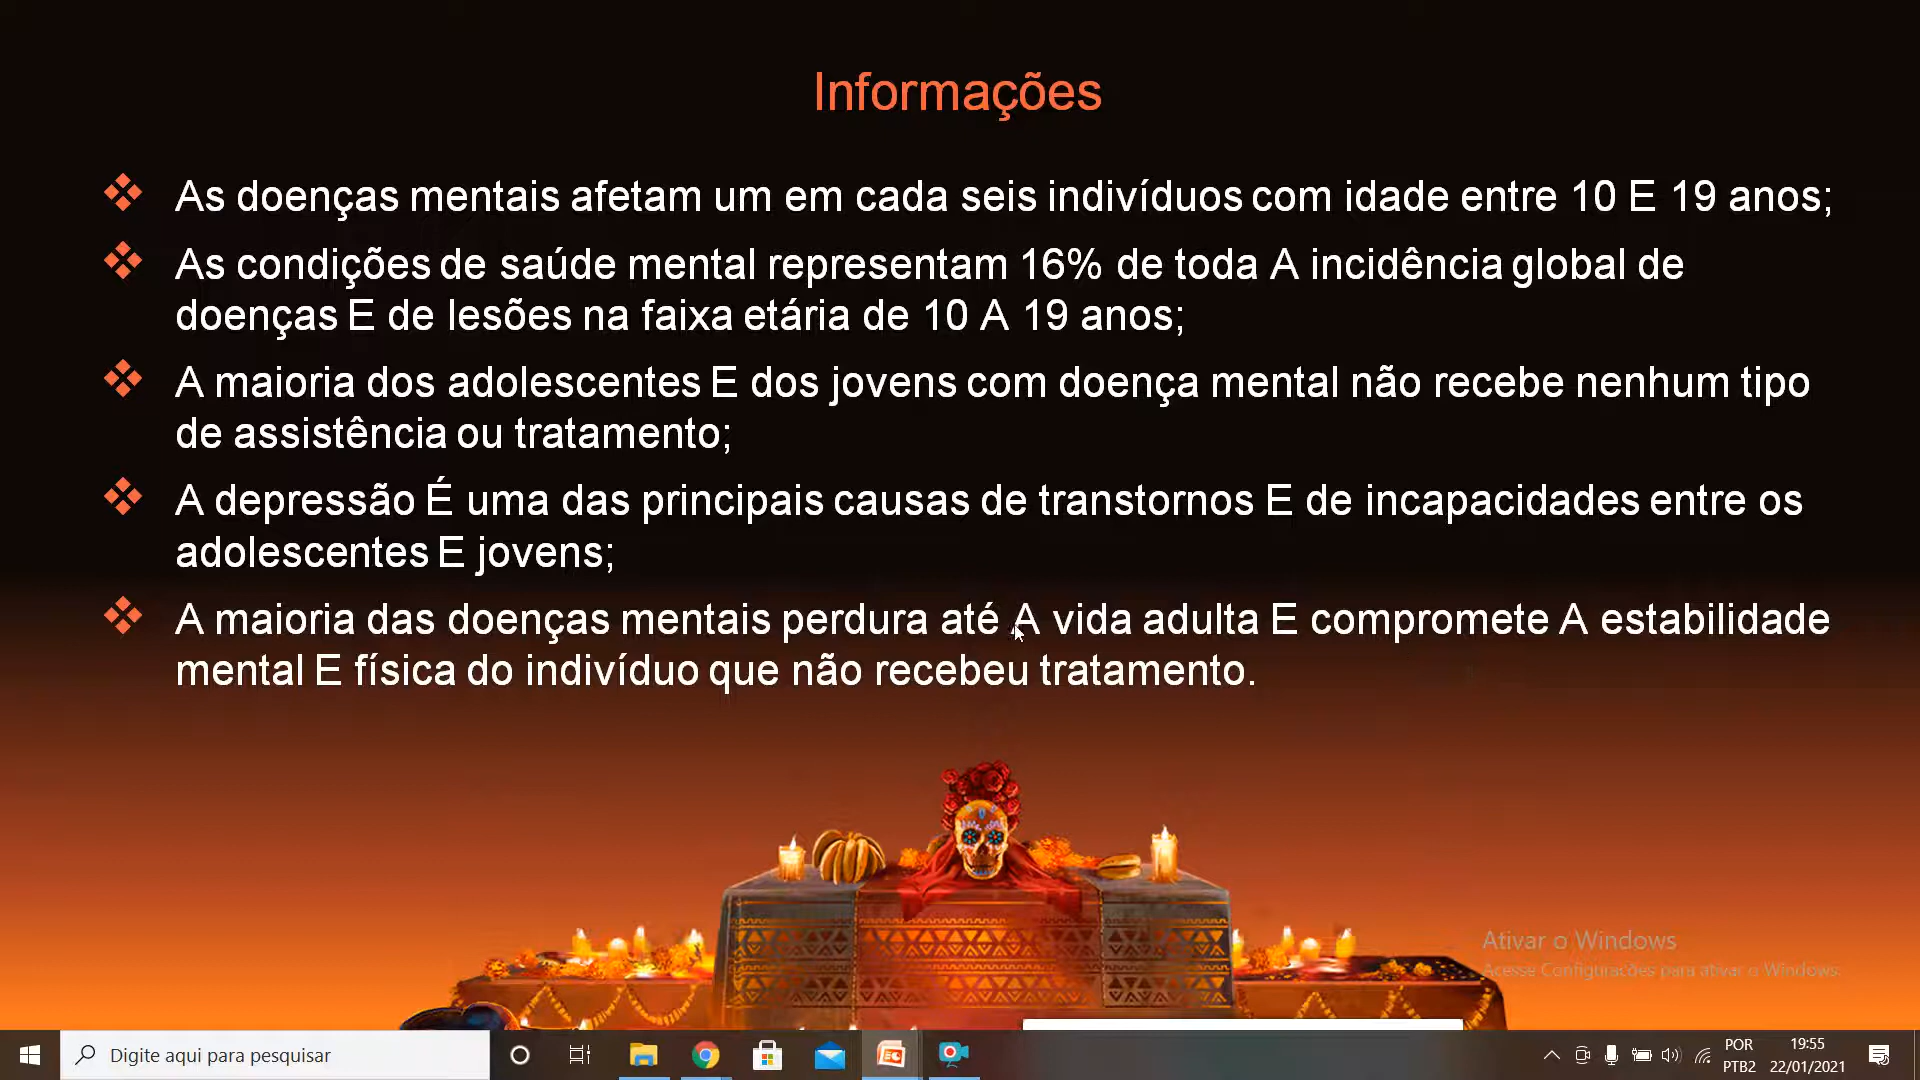 Informações
As doenças mentais afetam um em cada seis indivíduos com idade entre 10 E 19 anos;
As condições de saúde mental representam 16% de toda A incidência global de
doenças E de lesões na faixa etária de 10 A 19 anos;
A maioria dos adolescentes E dos jovens com doença mental não recebe nenhum tipo
de assistência ou tratamento;
A depressão É uma das principais causas de transtornos E de incapacidades entre os
adolescentes E jovens;
A maioria das doenças mentais perdura até A vida adulta E compromete A estabilidade
mental E física do indivíduo que não recebeu tratamento.
Ativar o Windows
Acesse Configurações para ativar o Windows.
Digite aqui para pesquisar
POR
PTB2
19:55
22/01/2021